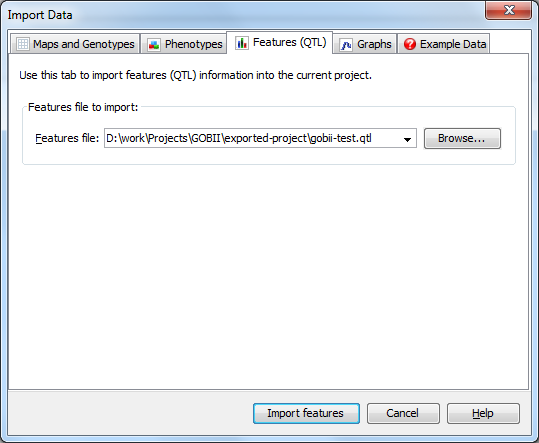 Import Data
Maps and Genotypes Phenotypes Features (QTL) Graphs Example Data
Use this tab to import features (QTL) information into the current project.
Features file to import:
Features file: D:\work\Projects\GOBII\exported-project\gobii-test.qtl Browse...
Import features Cancel Help